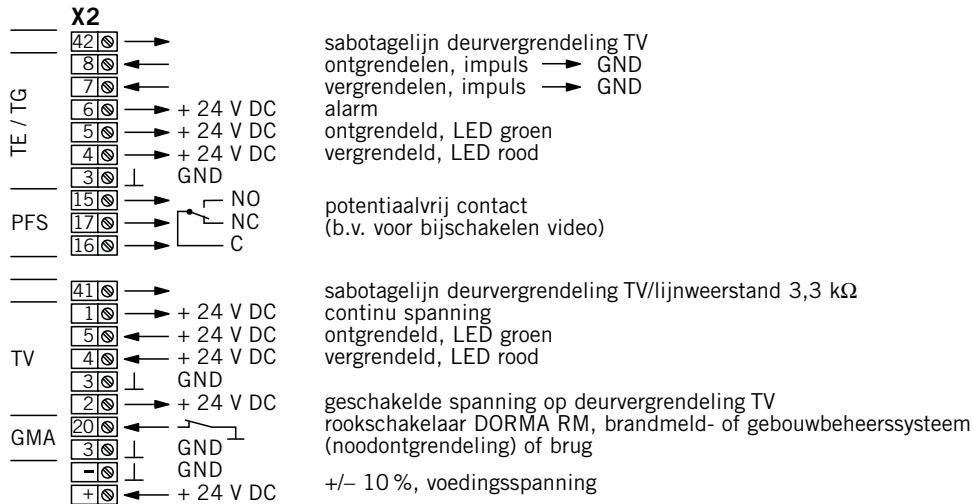 X2
42 sabotagelijn deurvergrendeling TV
8 ontgrendelen, impuls → GND
7 vergrendelen, impuls → GND
TE / TG
6 + 24 V DC alarm
5 + 24 V DC ontgrendeld, LED groen
4 + 24 V DC vergrendeld, LED rood
3 GND
15 NO
PFS
17 NC
16 C
potentiaalvrij contact
(b.v. voor bijschakelen video)
41 sabotagelijn deurvergrendeling TV/lijnweerstand 3,3 kΩ
1 + 24 V DC continu spanning
5 + 24 V DC ontgrendeld, LED groen
TV
4 + 24 V DC vergrendeld, LED rood
3 GND
2 + 24 V DC geschakelde spanning op deurvergrendeling TV
GMA
20 rookschakelaar DORMA RM, brandmeld- of gebouwbeheerssysteem
3 GND (noodontgrendeling) of brug
- GND
+ + 24 V DC +/– 10 %, voedingsspanning